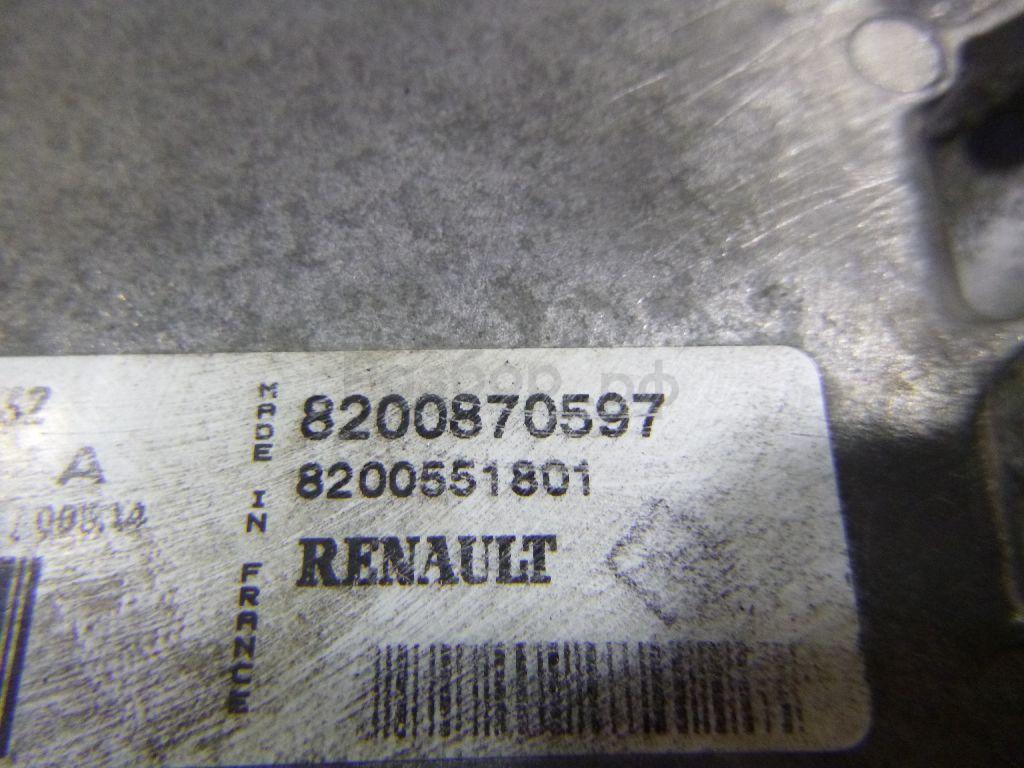 A
MADE IN FRANCE
8200870597
8200551801
RENAULT